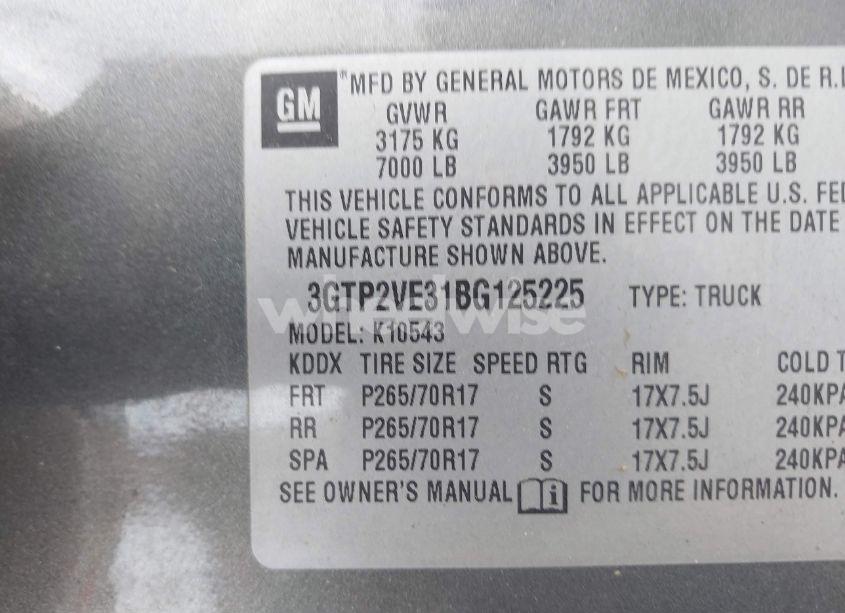 GM
*MFD BY GENERAL MOTORS DE MEXICO, S. DE R.L
GVWR GAWR FRT GAWR RR
3175 KG 1792 KG 1792 KG
7000 LB 3950 LB 3950 LB
THIS VEHICLE CONFORMS TO ALL APPLICABLE U.S. FED
VEHICLE SAFETY STANDARDS IN EFFECT ON THE DATE
MANUFACTURE SHOWN ABOVE.
3GTP2VE31BG125225 TYPE: TRUCK
MODEL: K10543
KDDX TIRE SIZE SPEED RTG RIM COLD T
FRT P265/70R17 S 17X7.5J 240KPA
RR P265/70R17 S 17X7.5J 240KPA
SPA P265/70R17 S 17X7.5J 240KPA
SEE OWNER'S MANUAL i FOR MORE INFORMATION.